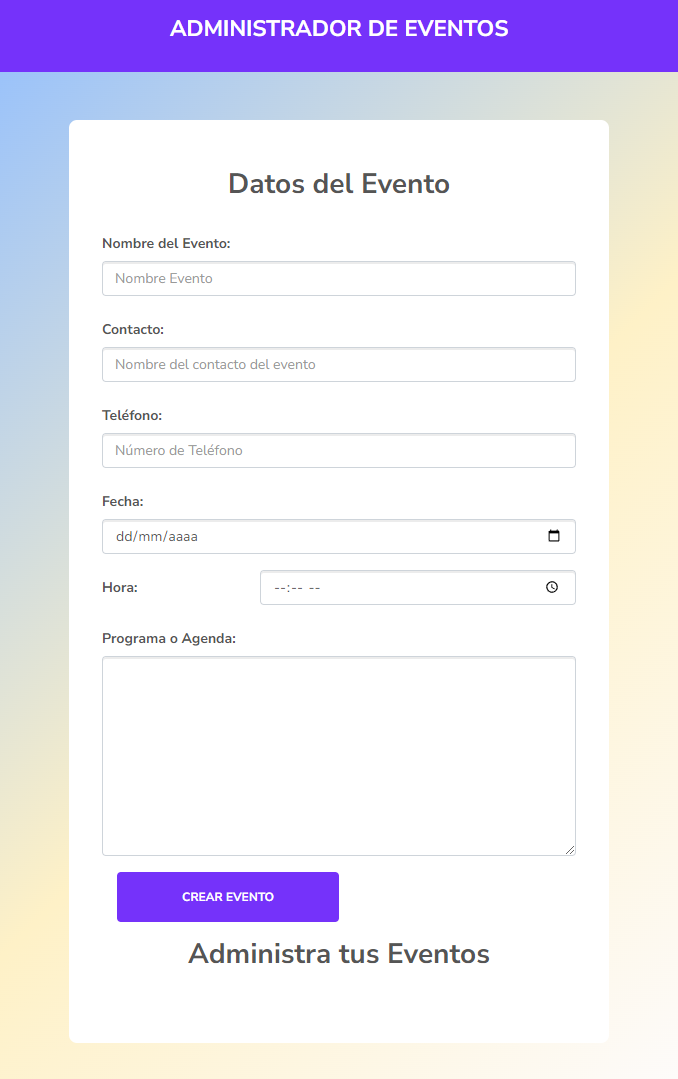 ADMINISTRADOR DE EVENTOS
Datos del Evento
Nombre del Evento:
Nombre Evento
Contacto:
Nombre del contacto del evento
Teléfono:
Número de Teléfono
Fecha:
dd/mm/aaaa
Hora:
--:-- --
Programa o Agenda:
CREAR EVENTO
Administra tus Eventos